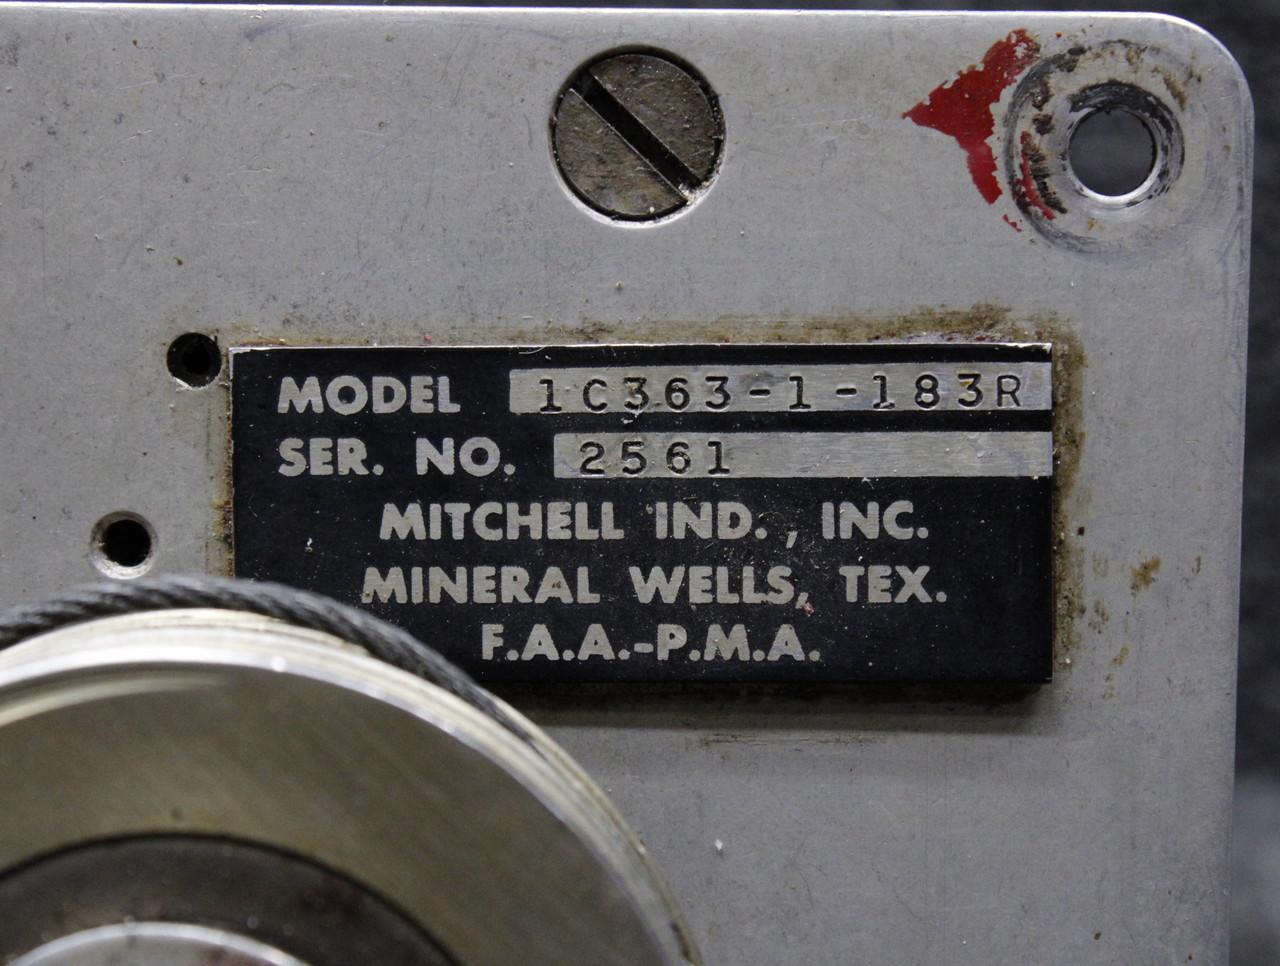 MODEL 1C363-1-183R
SER. NO. 2561
MITCHELL IND., INC.
MINERAL WELLS, TEX.
F.A.A.-P.M.A.